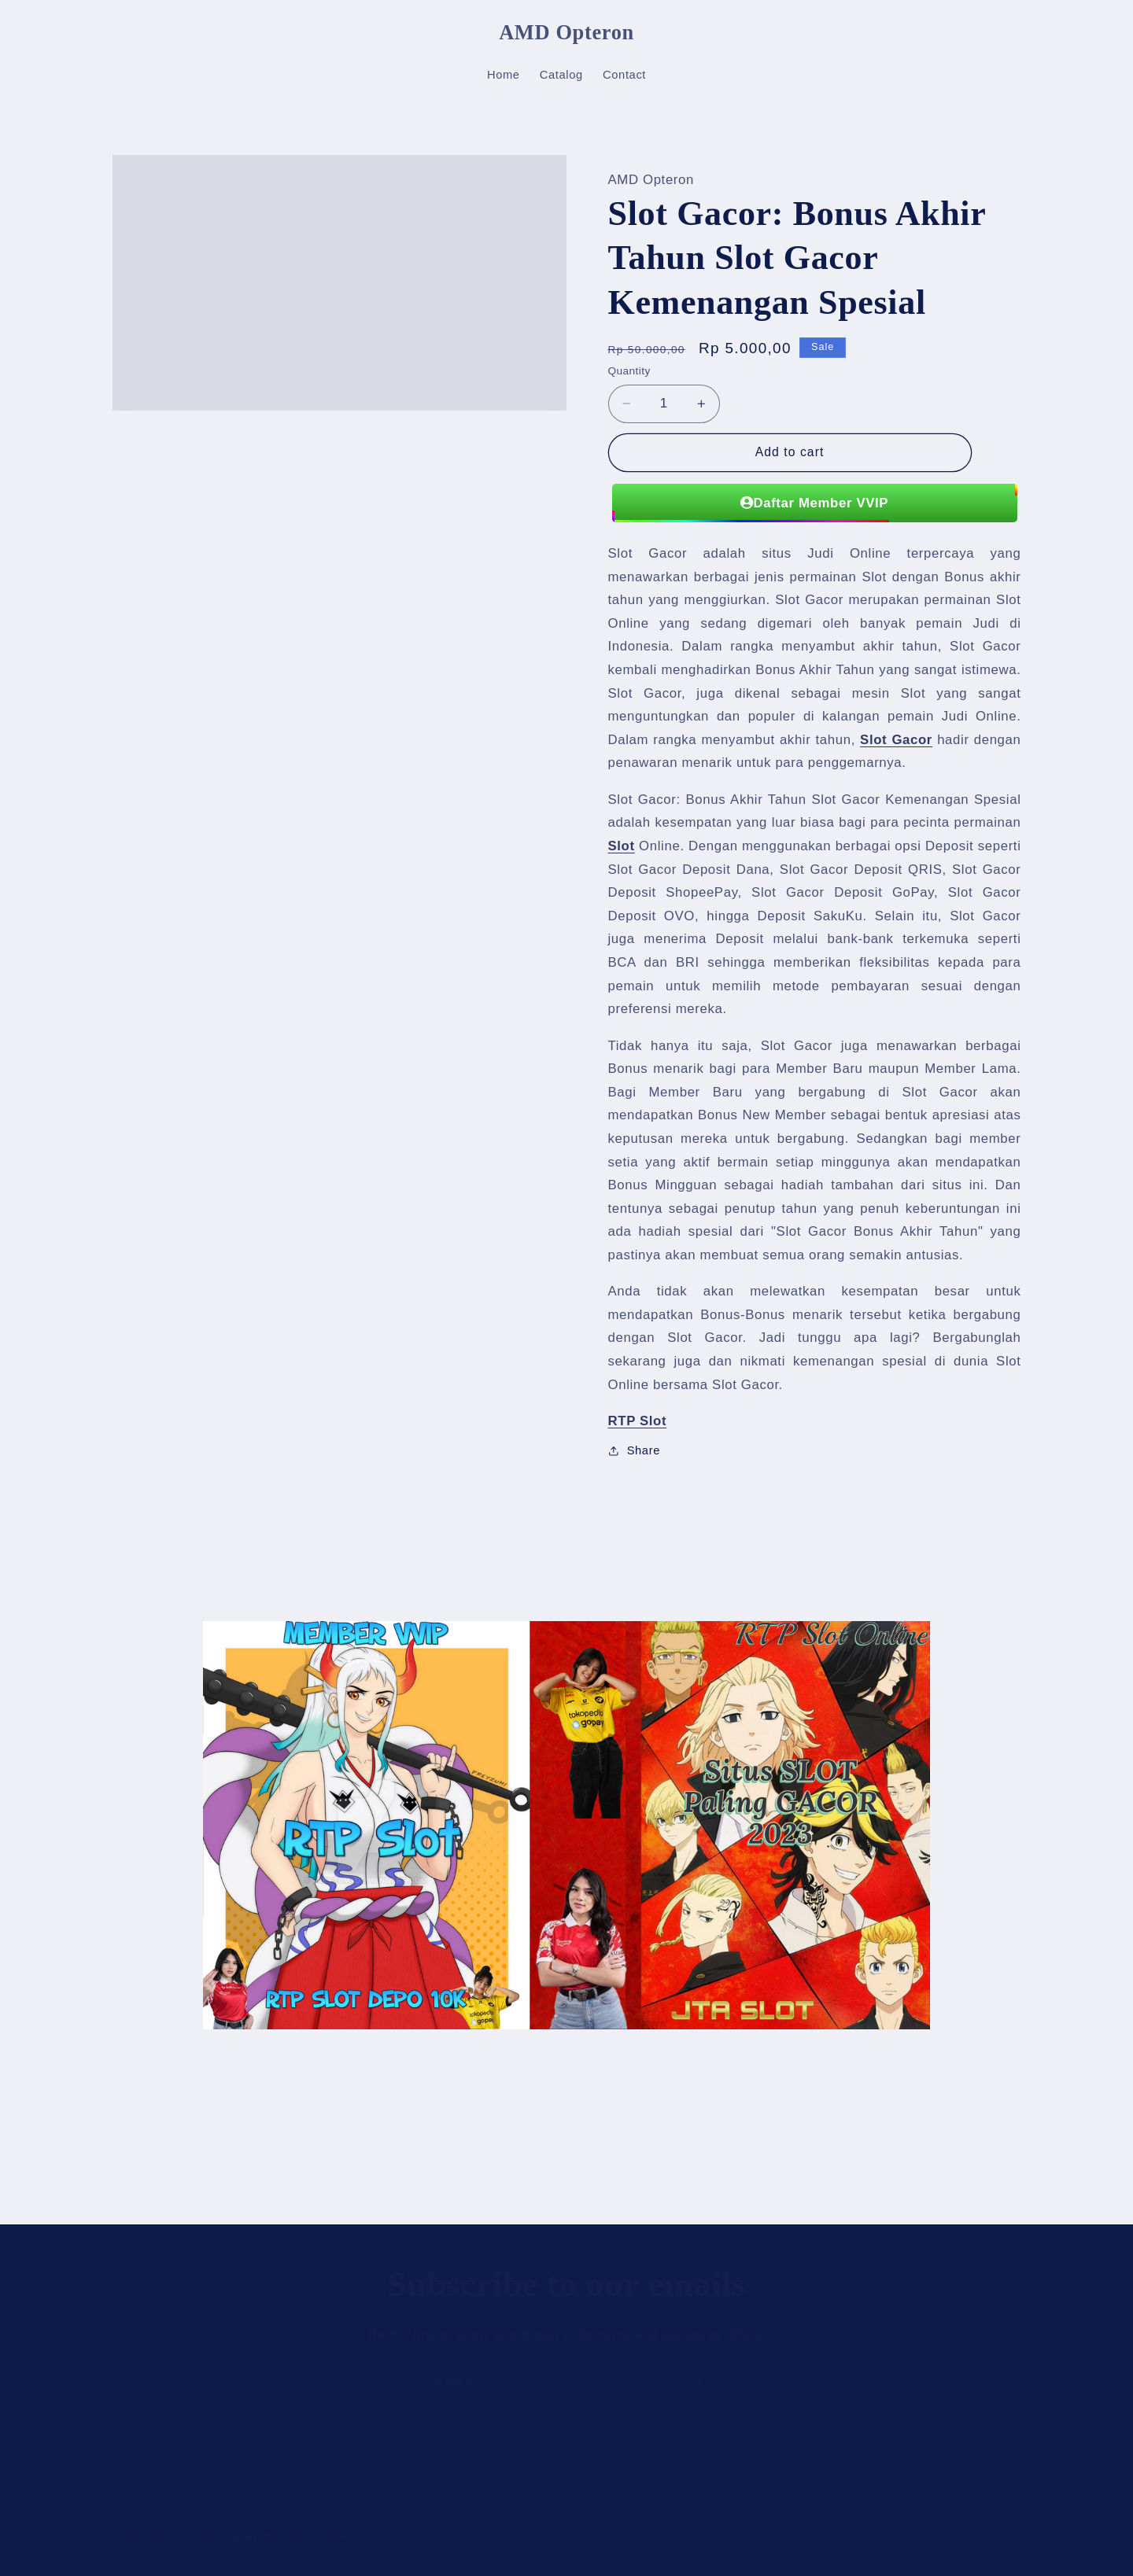 AMD Opteron
Home Catalog Contact
AMD Opteron
Slot Gacor: Bonus Akhir
Tahun Slot Gacor
Kemenangan Spesial
Rp 50.000,00 Rp 5.000,00 Sale
Quantity
1
Add to cart
Daftar Member VVIP
Slot Gacor adalah situs Judi Online terpercaya yang
menawarkan berbagai jenis permainan Slot dengan Bonus akhir
tahun yang menggiurkan. Slot Gacor merupakan permainan Slot
Online yang sedang digemari oleh banyak pemain Judi di
Indonesia. Dalam rangka menyambut akhir tahun, Slot Gacor
kembali menghadirkan Bonus Akhir Tahun yang sangat istimewa.
Slot Gacor, juga dikenal sebagai mesin Slot yang sangat
menguntungkan dan populer di kalangan pemain Judi Online.
Dalam rangka menyambut akhir tahun, Slot Gacor hadir dengan
penawaran menarik untuk para penggemarnya.
Slot Gacor: Bonus Akhir Tahun Slot Gacor Kemenangan Spesial
adalah kesempatan yang luar biasa bagi para pecinta permainan
Slot Online. Dengan menggunakan berbagai opsi Deposit seperti
Slot Gacor Deposit Dana, Slot Gacor Deposit QRIS, Slot Gacor
Deposit ShopeePay, Slot Gacor Deposit GoPay, Slot Gacor
Deposit OVO, hingga Deposit SakuKu. Selain itu, Slot Gacor
juga menerima Deposit melalui bank-bank terkemuka seperti
BCA dan BRI sehingga memberikan fleksibilitas kepada para
pemain untuk memilih metode pembayaran sesuai dengan
preferensi mereka.
Tidak hanya itu saja, Slot Gacor juga menawarkan berbagai
Bonus menarik bagi para Member Baru maupun Member Lama.
Bagi Member Baru yang bergabung di Slot Gacor akan
mendapatkan Bonus New Member sebagai bentuk apresiasi atas
keputusan mereka untuk bergabung. Sedangkan bagi member
setia yang aktif bermain setiap minggunya akan mendapatkan
Bonus Mingguan sebagai hadiah tambahan dari situs ini. Dan
tentunya sebagai penutup tahun yang penuh keberuntungan ini
ada hadiah spesial dari "Slot Gacor Bonus Akhir Tahun" yang
pastinya akan membuat semua orang semakin antusias.
Anda tidak akan melewatkan kesempatan besar untuk
mendapatkan Bonus-Bonus menarik tersebut ketika bergabung
dengan Slot Gacor. Jadi tunggu apa lagi? Bergabunglah
sekarang juga dan nikmati kemenangan spesial di dunia Slot
Online bersama Slot Gacor.
RTP Slot
Share
MEMBER VVIP
RTP Slot
RTP SLOT DEPO 10K
tokopedia
gopay
RTP Slot Online
Situs SLOT
Paling GACOR
2023
JTA SLOT
Subscribe to our emails